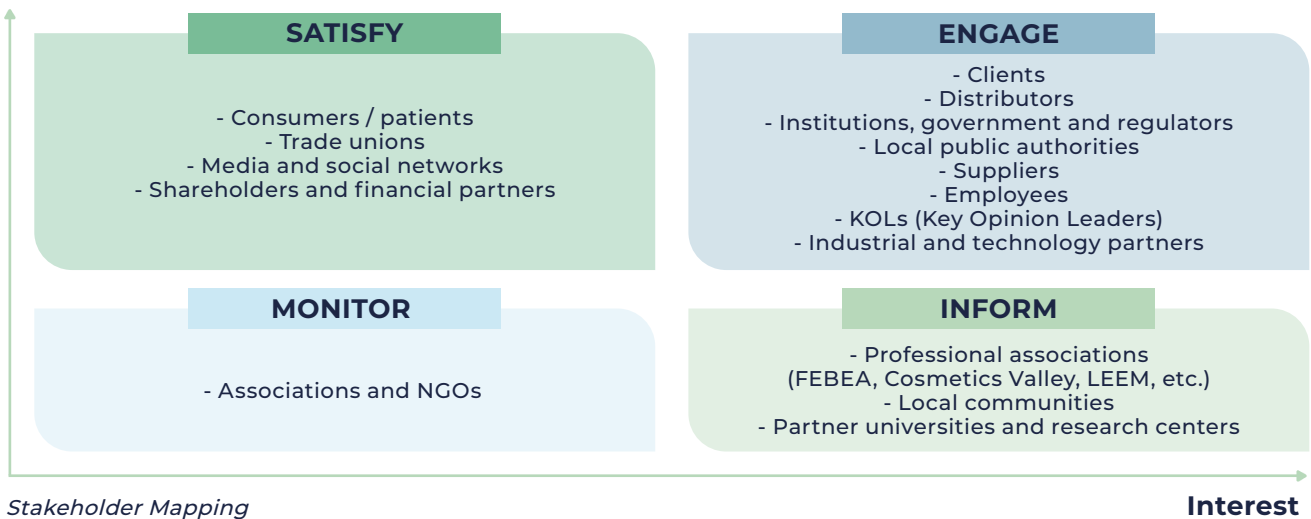 SATISFY
- Consumers / patients
- Trade unions
- Media and social networks
- Shareholders and financial partners
ENGAGE
- Clients
- Distributors
- Institutions, government and regulators
- Local public authorities
- Suppliers
- Employees
- KOLs (Key Opinion Leaders)
- Industrial and technology partners
MONITOR
- Associations and NGOs
INFORM
- Professional associations
(FEBEA, Cosmetics Valley, LEEM, etc.)
- Local communities
- Partner universities and research centers
Stakeholder Mapping
Interest